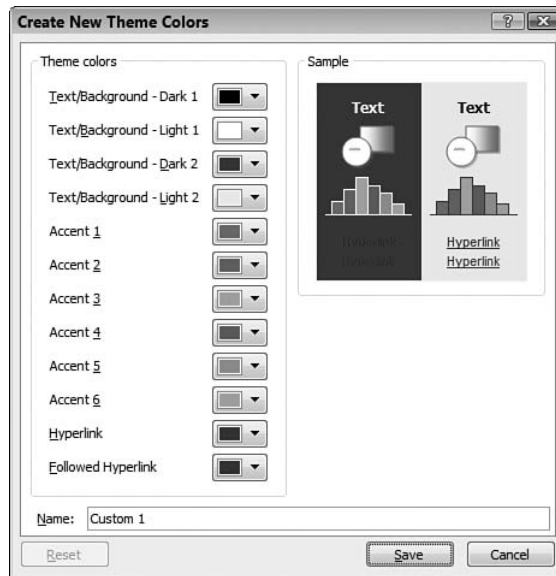 Create New Theme Colors
Theme colors
Text/Background - Dark 1
Text/Background - Light 1
Text/Background - Dark 2
Text/Background - Light 2
Accent 1
Accent 2
Accent 3
Accent 4
Accent 5
Accent 6
Hyperlink
Followed Hyperlink
Sample
Text Text
Hyperlink Hyperlink
Hyperlink Hyperlink
Name: Custom 1
Reset Save Cancel